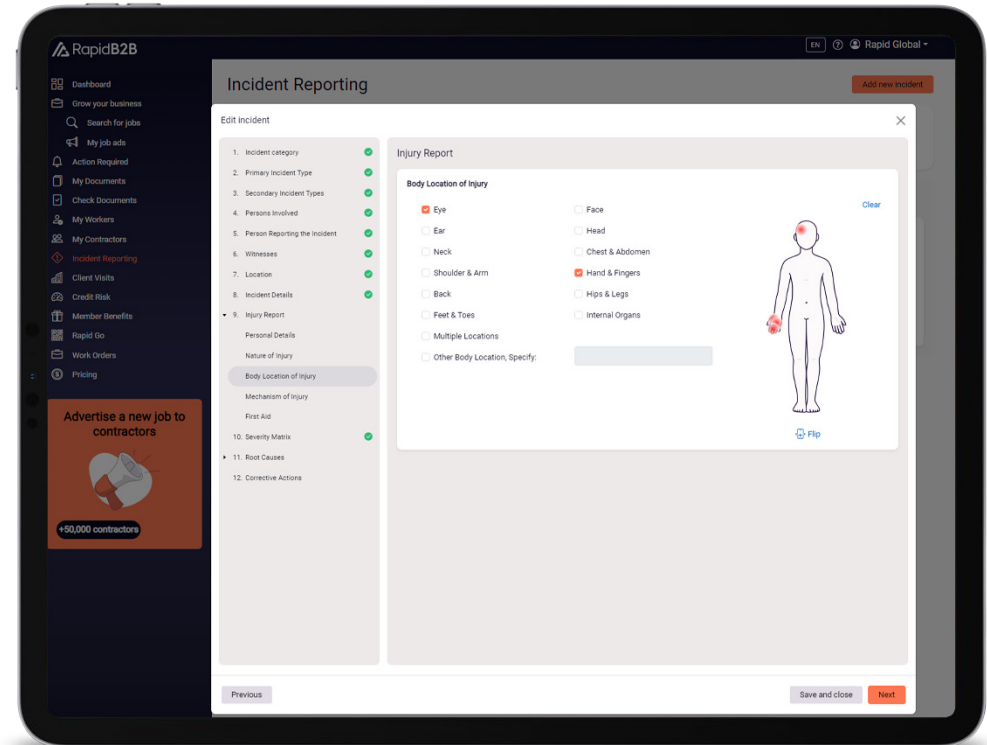 RapidB2B
EN
Rapid Global
Dashboard
Grow your business
Search for jobs
My job ads
Action Required
My Documents
Check Documents
My Workers
My Contractors
Incident Reporting
Client Visits
Credit Risk
Member Benefits
Rapid Go
Work Orders
Pricing
Advertise a new job to
contractors
+50,000 contractors
Incident Reporting
Add new incident
Edit incident
1. Incident category
2. Primary Incident Type
3. Secondary Incident Types
4. Persons Involved
5. Person Reporting the Incident
6. Witnesses
7. Location
8. Incident Details
9. Injury Report
Personal Details
Nature of Injury
Body Location of Injury
Mechanism of Injury
First Aid
10. Severity Matrix
11. Root Causes
12. Corrective Actions
Injury Report
Body Location of Injury
Clear
Eye
Face
Ear
Head
Neck
Chest & Abdomen
Shoulder & Arm
Hand & Fingers
Back
Hips & Legs
Feet & Toes
Internal Organs
Multiple Locations
Other Body Location, Specify:
Flip
Previous
Save and close
Next